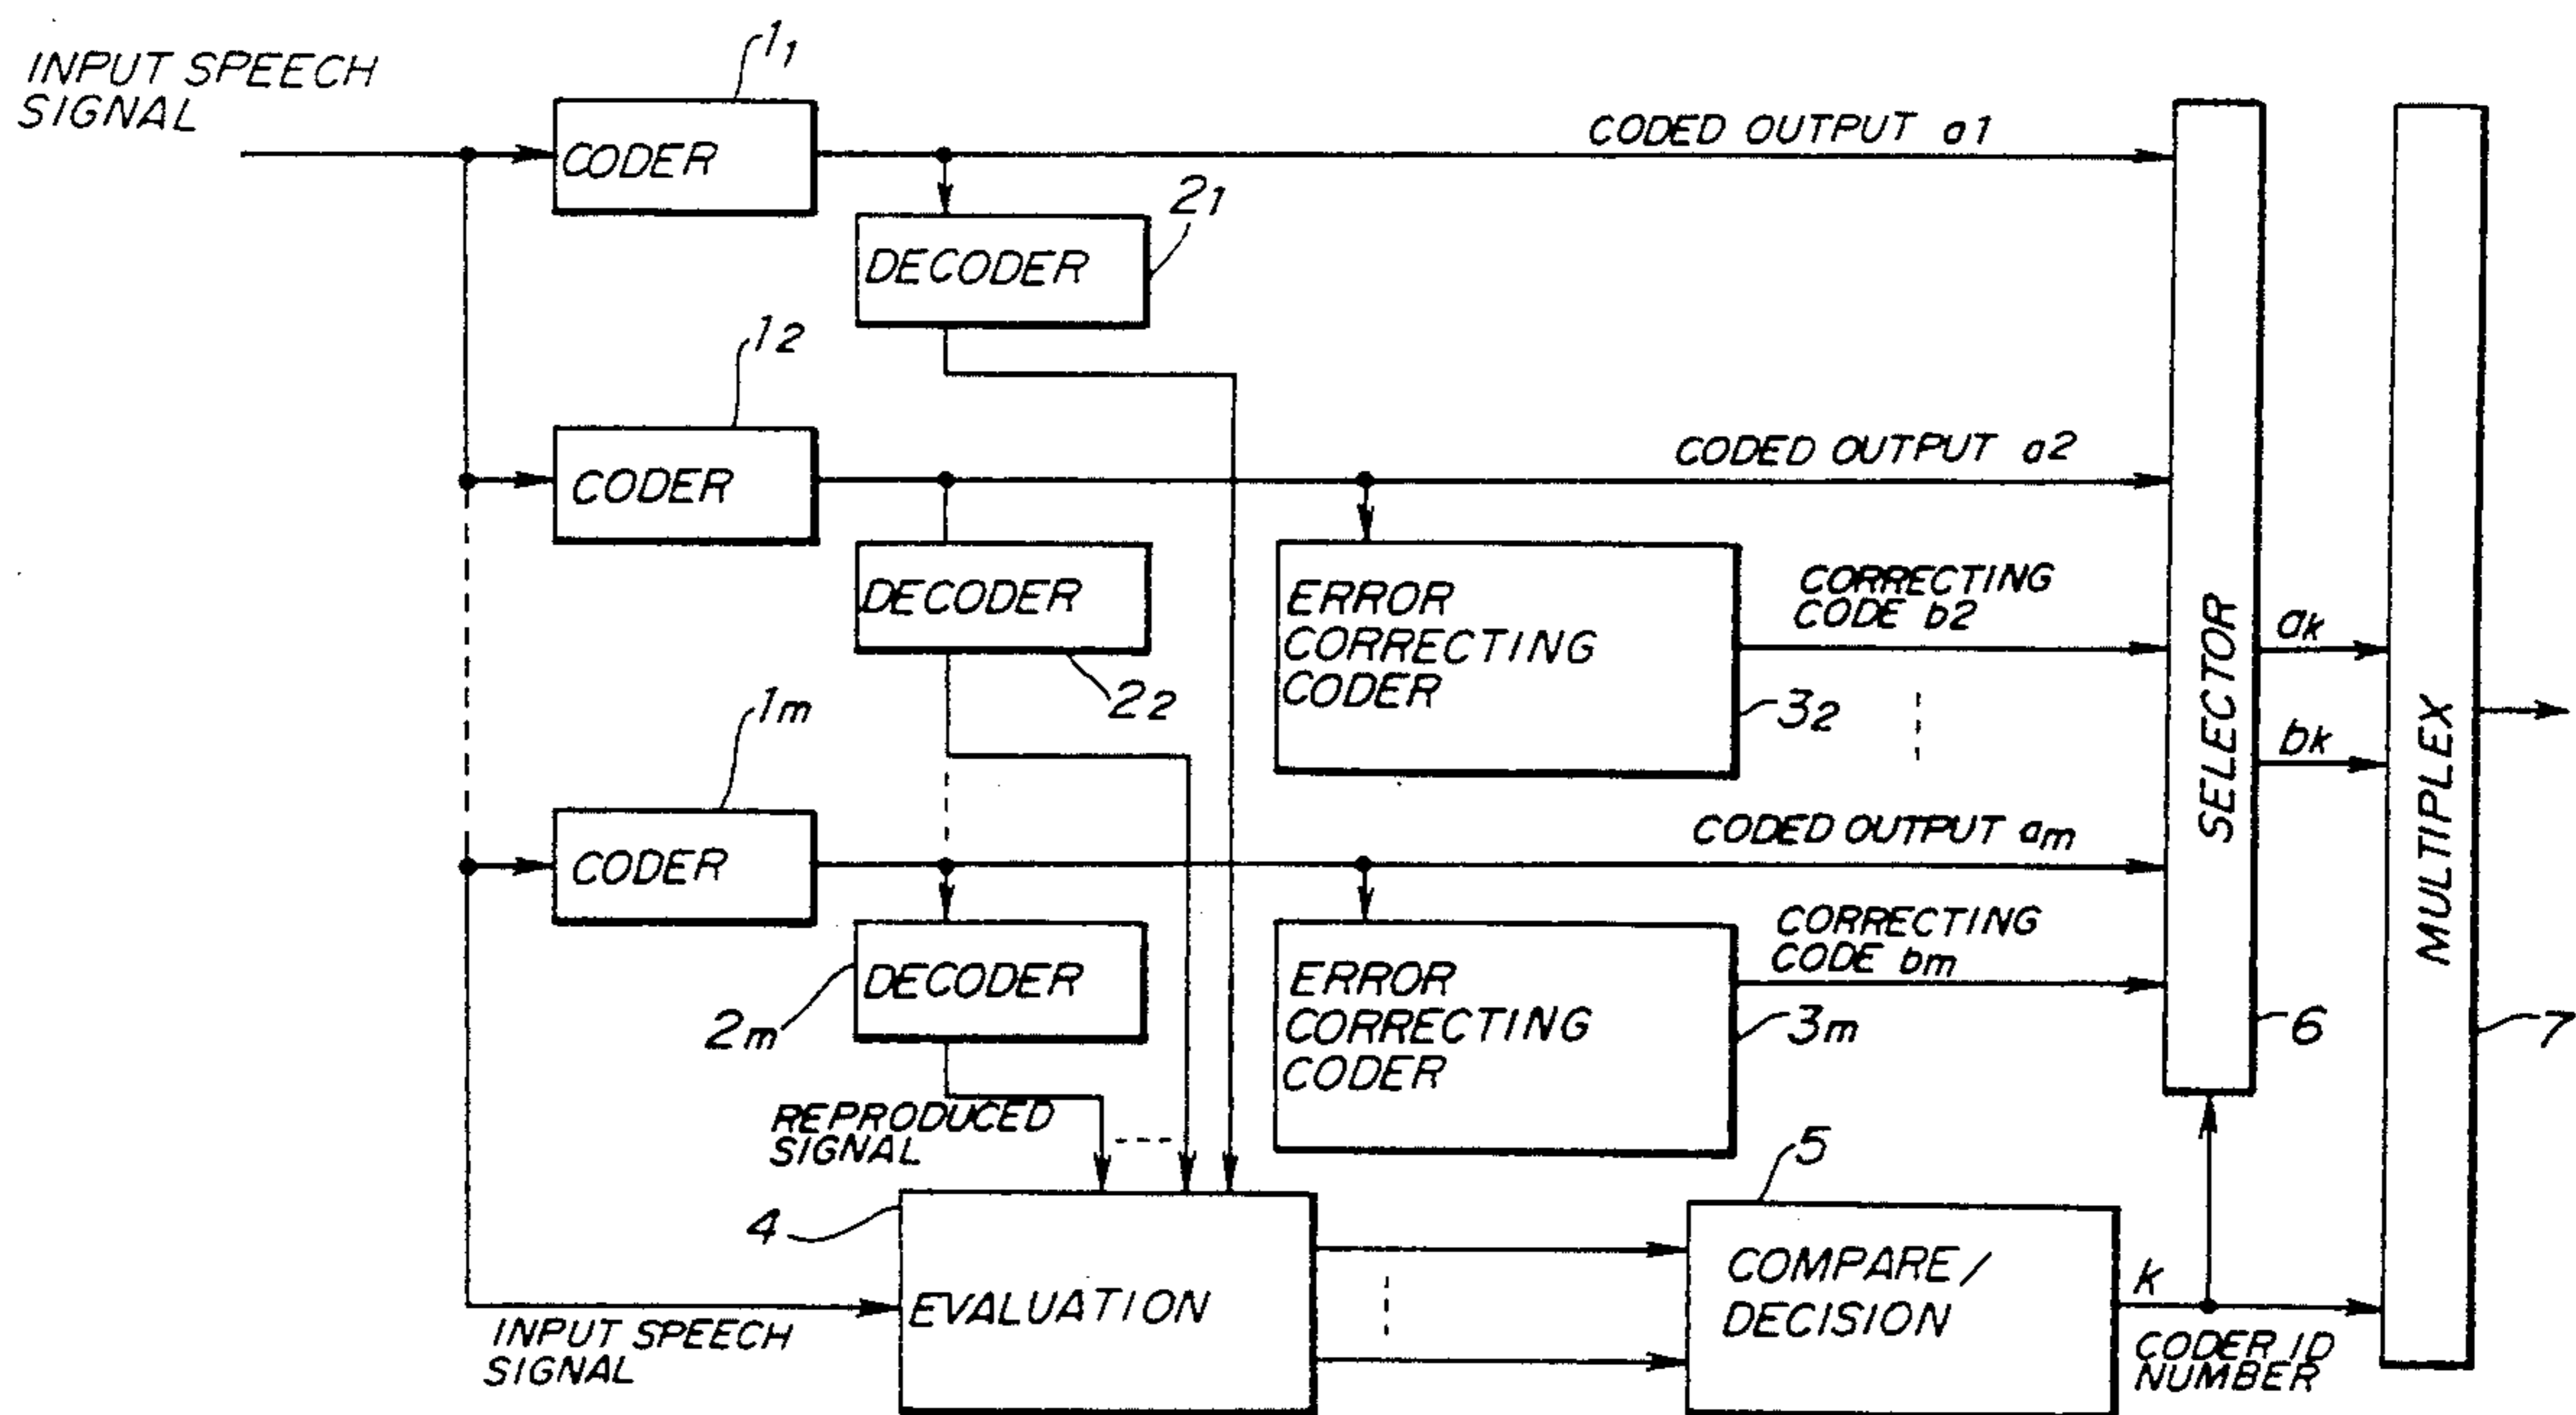 INPUT SPEECH
SIGNAL
11
CODER
CODED OUTPUT a1
21
DECODER
12
CODER
CODED OUTPUT a2
DECODER
22
ERROR
CORRECTING
CODER
CORRECTING
CODE b2
32
SELECTOR
ak
bk
MULTIPLEX
1m
CODER
CODED OUTPUT am
DECODER
2m
ERROR
CORRECTING
CODER
CORRECTING
CODE bm
3m
6
7
REPRODUCED
SIGNAL
4
EVALUATION
5
COMPARE/
DECISION
k
INPUT SPEECH
SIGNAL
CODER ID
NUMBER